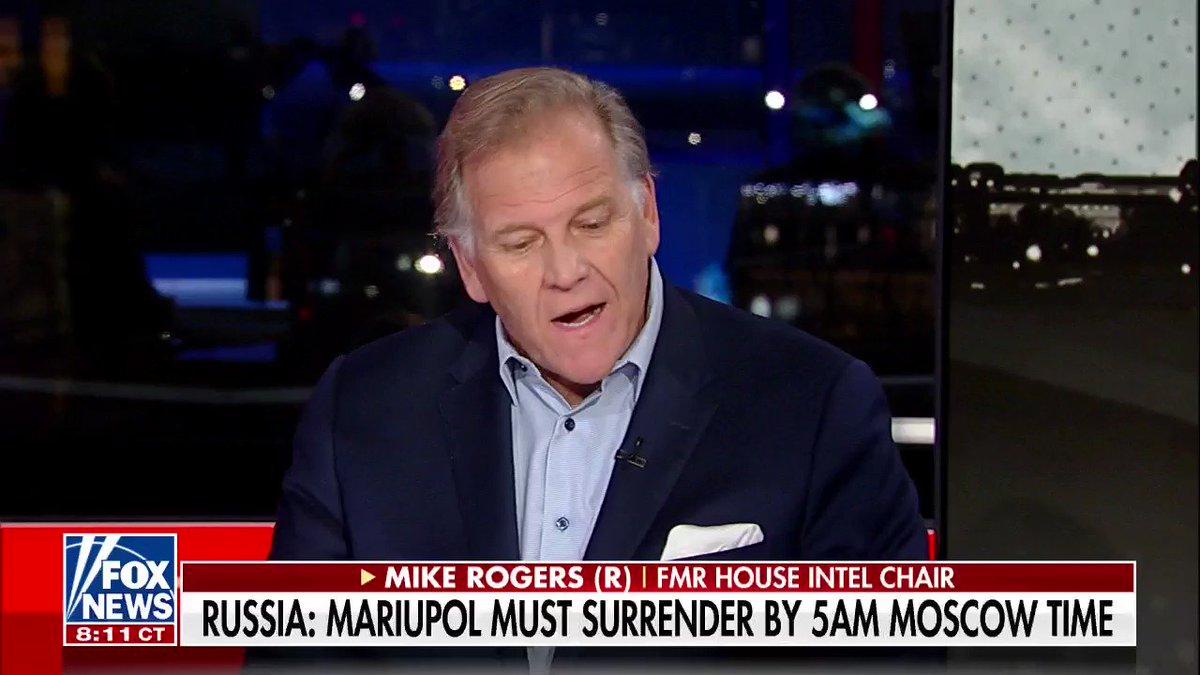 MIKE ROGERS (R) | FMR HOUSE INTEL CHAIR
FOX
NEWS
8:11 CT
RUSSIA: MARIUPOL MUST SURRENDER BY 5AM MOSCOW TIME